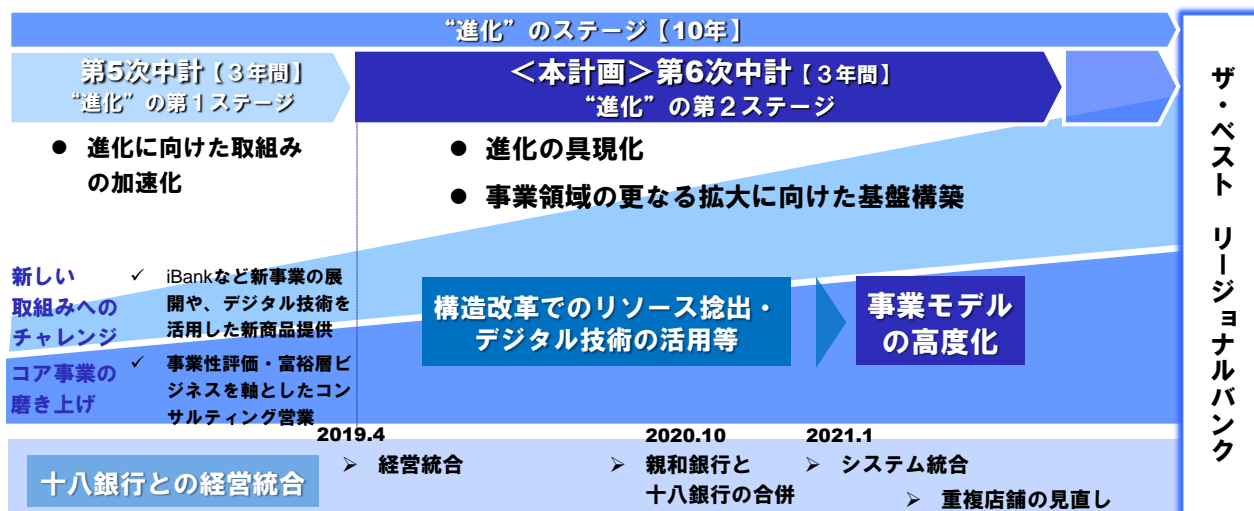 “進化”のステージ【10年】
第5次中計【３年間】
“進化”の第１ステージ
＜本計画＞第6次中計【３年間】
“進化”の第２ステージ
● 進化に向けた取組み
の加速化
● 進化の具現化
● 事業領域の更なる拡大に向けた基盤構築
新しい
取組みへの
チャレンジ
✓ iBankなど新事業の展
開や、デジタル技術を
活用した新商品提供
コア事業の
磨き上げ
✓ 事業性評価・富裕層ビ
ジネスを軸としたコン
サルティング営業
構造改革でのリソース捻出・
デジタル技術の活用等
事業モデル
の高度化
十八銀行との経営統合
2019.4
➢ 経営統合
2020.10
➢ 親和銀行と
十八銀行の合併
2021.1
➢ システム統合
➢ 重複店舗の見直し
ザ・ベスト リージョナルバンク